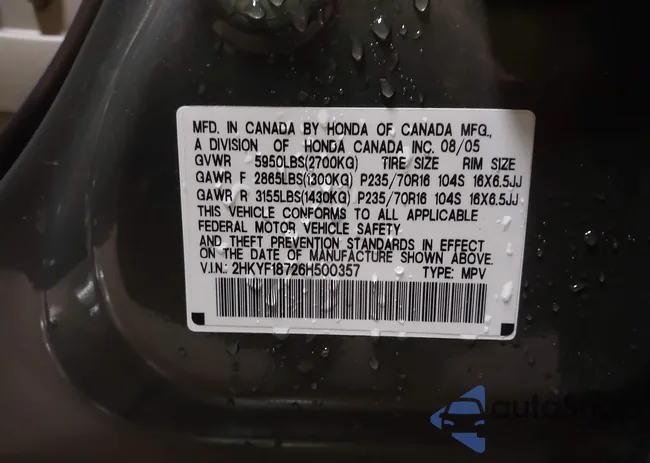 MFD. IN CANADA BY HONDA OF CANADA MFG.,
A DIVISION OF HONDA CANADA INC. 08/05
GVWR 5950LBS(2700KG) TIRE SIZE RIM SIZE
GAWR F 2865LBS(1300KG) P235/70R16 104S 16X6.5JJ
GAWR R 3155LBS(1430KG) P235/70R16 104S 16X6.5JJ
THIS VEHICLE CONFORMS TO ALL APPLICABLE
FEDERAL MOTOR VEHICLE SAFETY
AND THEFT PREVENTION STANDARDS IN EFFECT
ON THE DATE OF MANUFACTURE SHOWN ABOVE.
V.I.N.: 2HKYF18726H500357 TYPE: MPV